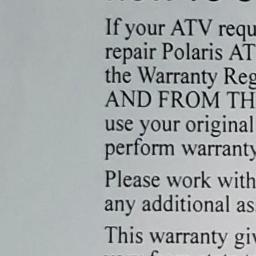 If your ATV requ
repair Polaris AT
the Warranty Reg
AND FROM TH
use your original
perform warranty
Please work with
any additional as
This warranty giv